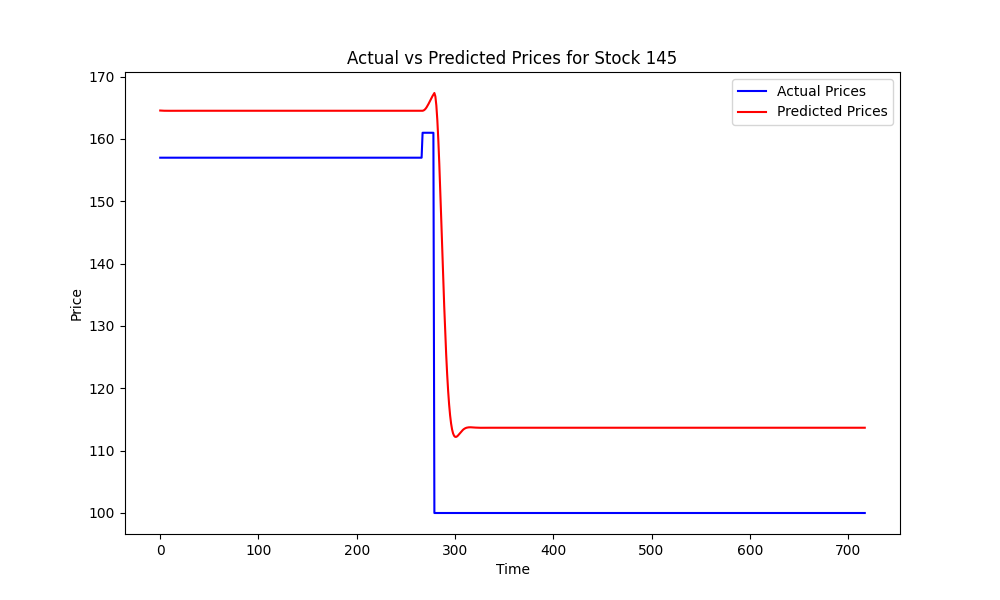 Actual vs Predicted Prices for Stock 145
Actual Prices
Predicted Prices
170
160
150
140
130
120
110
100
Price
0 100 200 300 400 500 600 700
Time